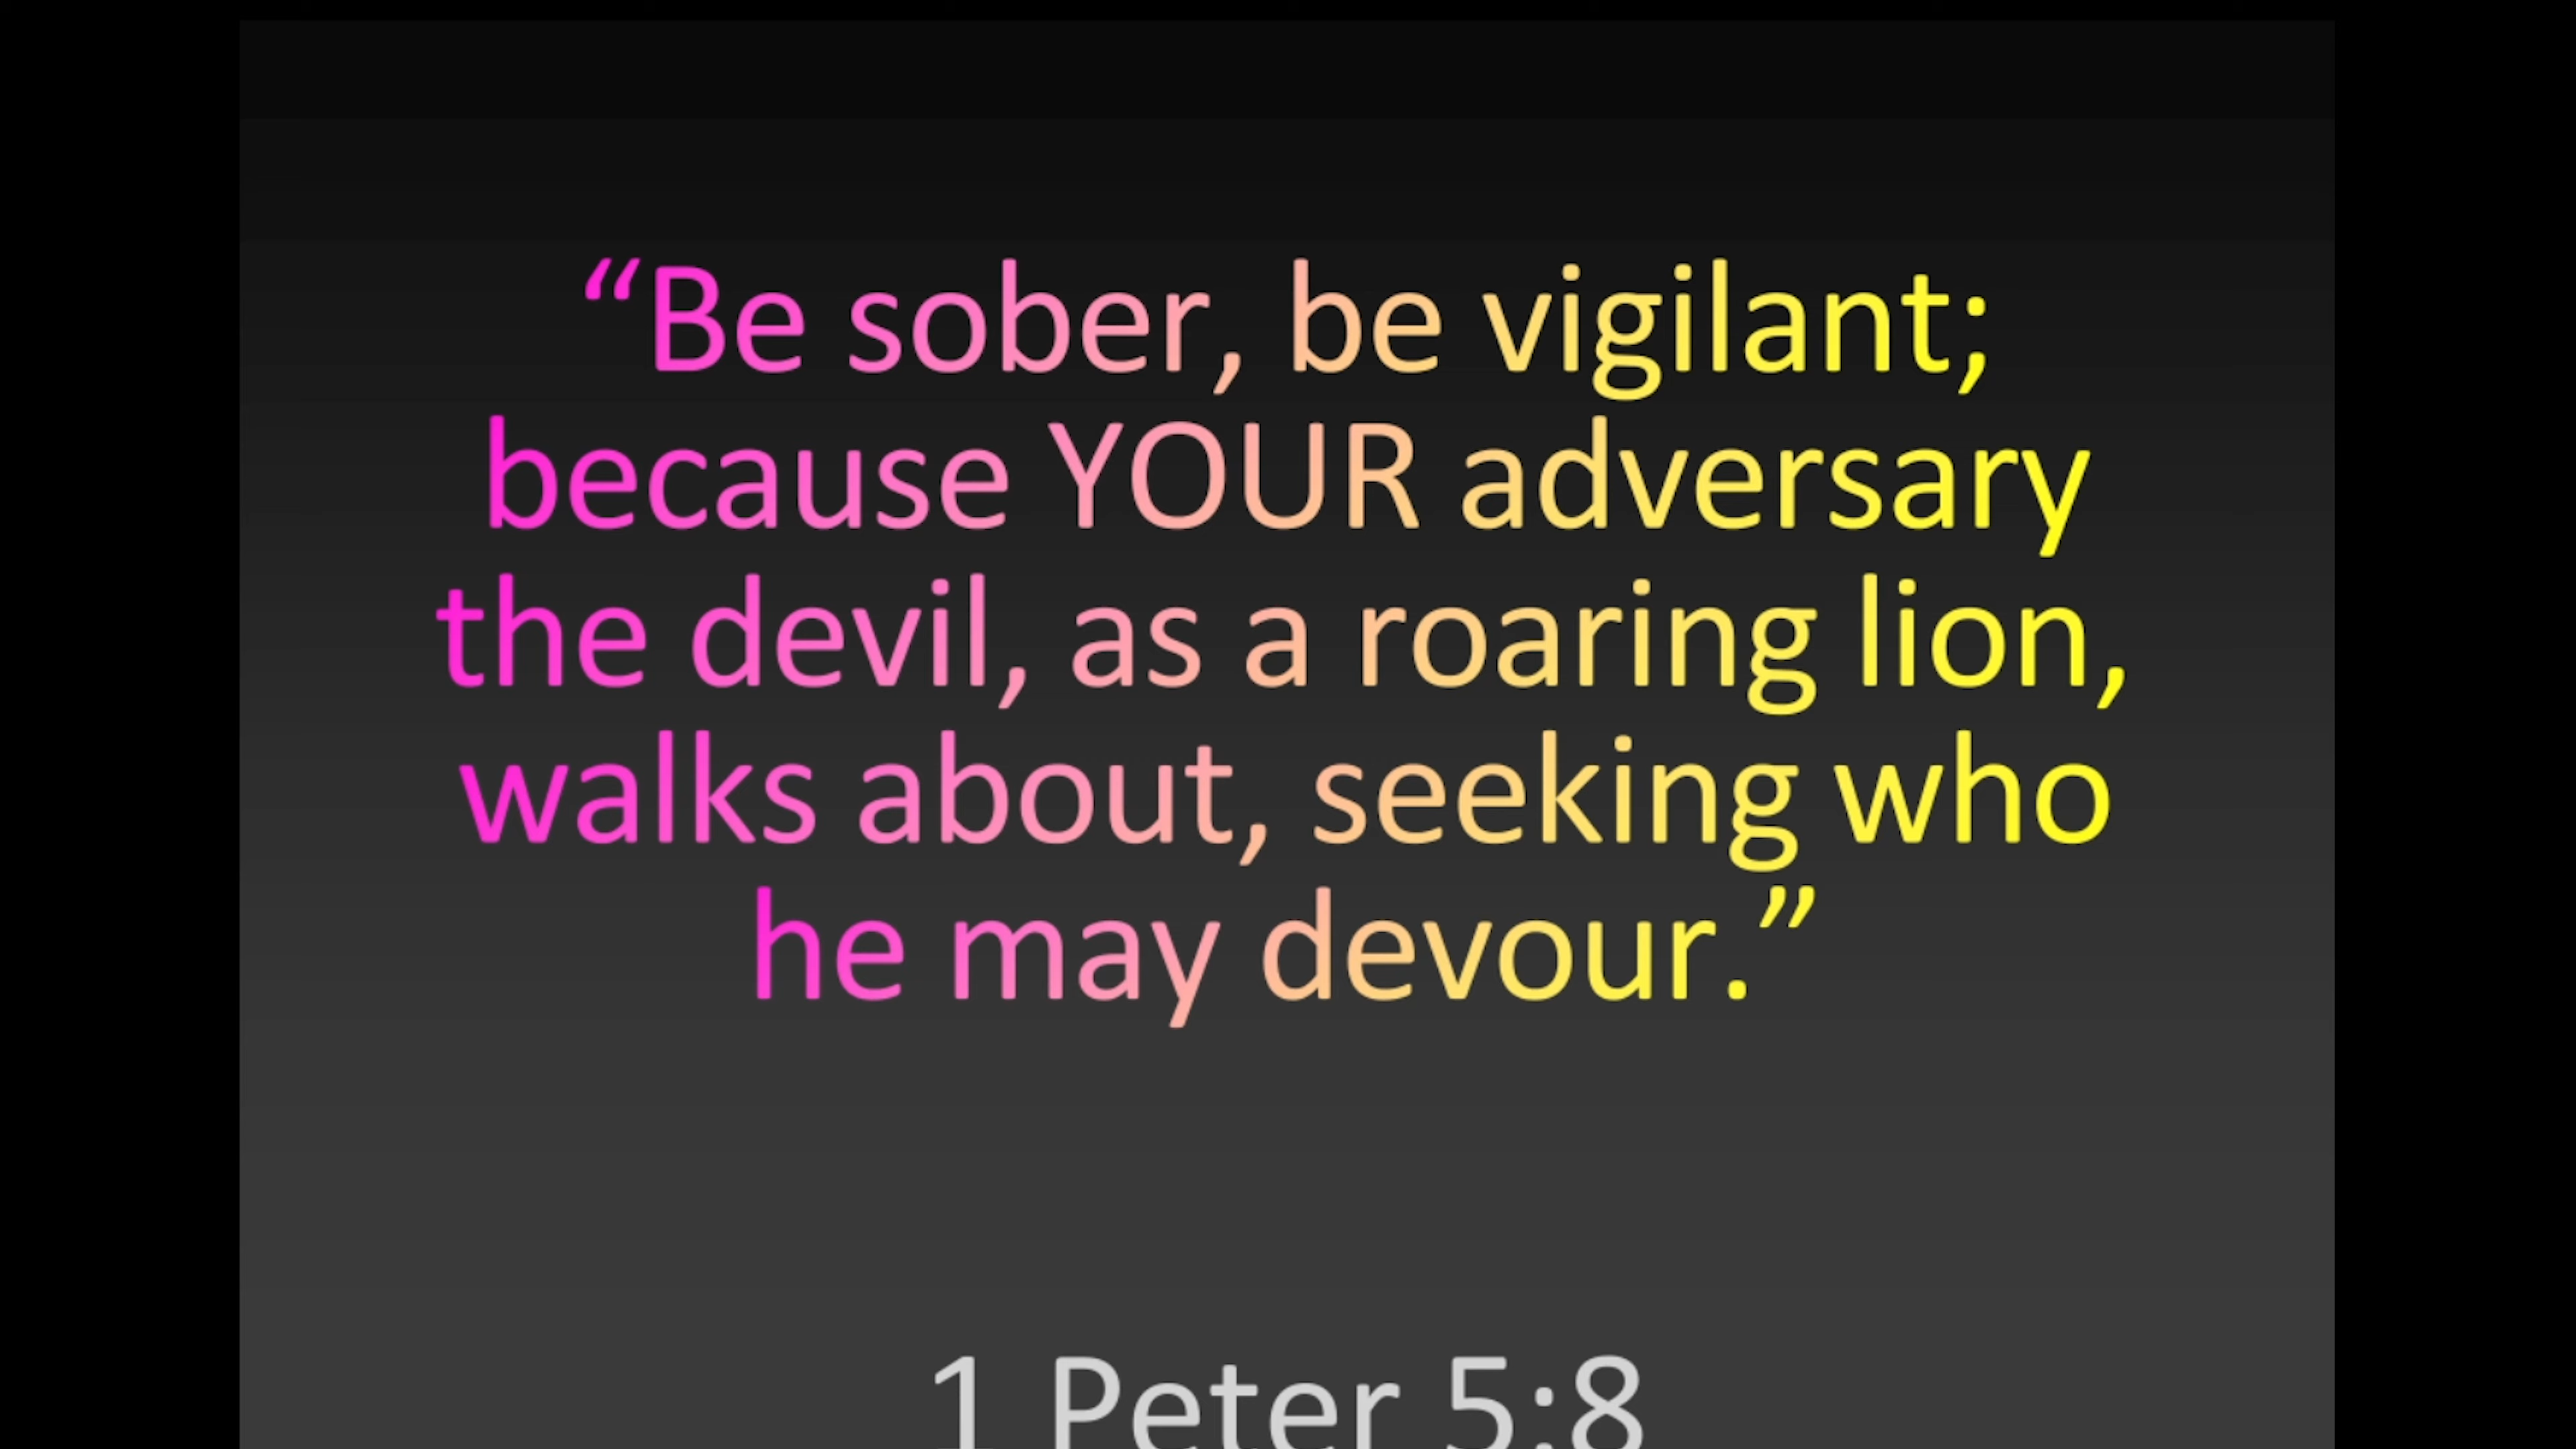 “Be sober, be vigilant;
because YOUR adversary
the devil, as a roaring lion,
walks about, seeking who
he may devour.”
1 Peter 5:8